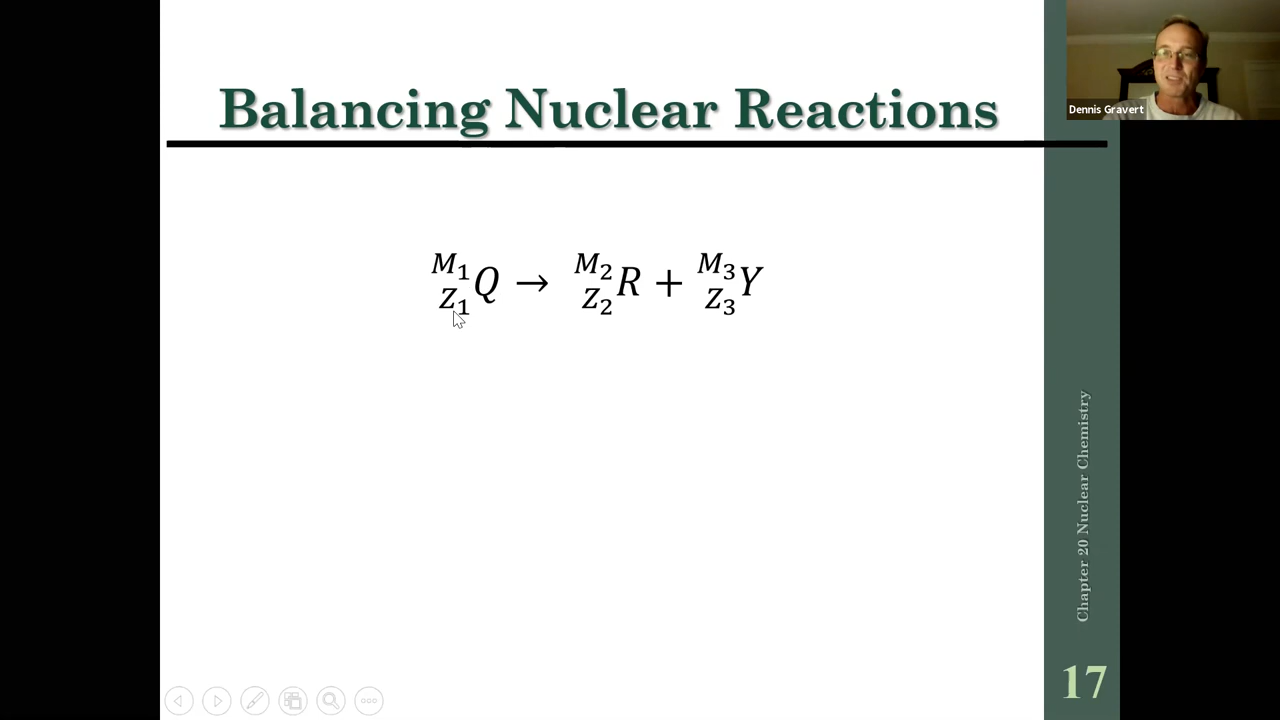 Balancing Nuclear Reactions
Dennis Gravert
M₁ Z₁ Q → M₂ Z₂ R + M₃ Z₃ Y
Chapter 20 Nuclear Chemistry
17